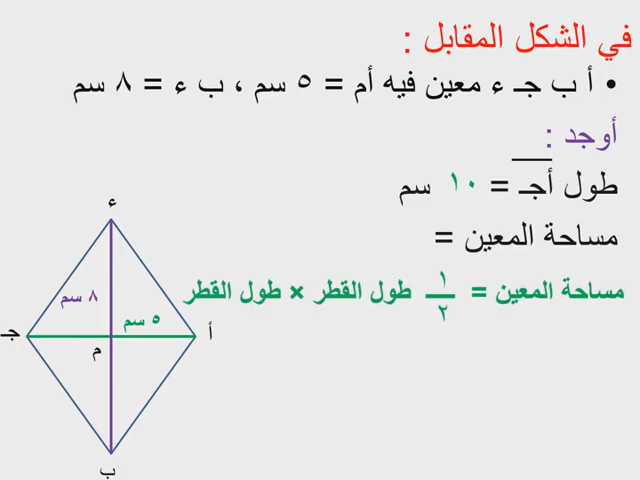 في الشكل المقابل :
• أ ب جـ ء معين فيه أم = ٥ سم ، ب ء = ٨ سم
أوجد :
طول أجـ = ١٠ سم
مساحة المعين =
مساحة المعين = ١/٢ طول القطر × طول القطر
ء
٨ سم
٥ سم
جـ
أ
م
ب